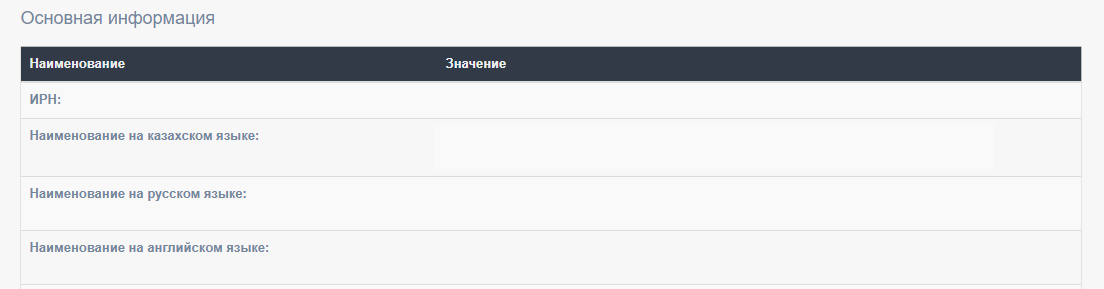 Основная информация
Наименование Значение
ИРН:
Наименование на казахском языке:
Наименование на русском языке:
Наименование на английском языке: